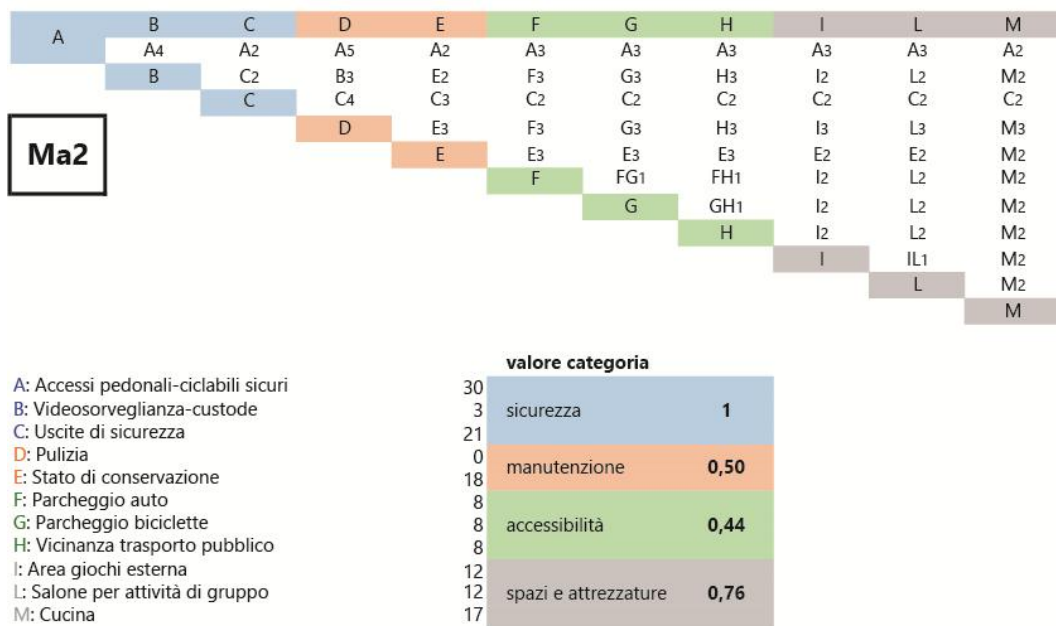 A B C D E F G H I L M
A4 A2 A5 A2 A3 A3 A3 A3 A3 A2
B C2 B3 E2 F3 G3 H3 I2 L2 M2
C C4 C3 C2 C2 C2 C2 C2 C2
D E3 F3 G3 H3 I3 L3 M3
Ma2
E E3 E3 E3 E2 E2 M2
F FG1 FH1 I2 L2 M2
G GH1 I2 L2 M2
H I2 L2 M2
I IL1 M2
L M2
M
valore categoria
A: Accessi pedonali-ciclabili sicuri 30
B: Videosorveglianza-custode 3 sicurezza 1
C: Uscite di sicurezza 21
D: Pulizia 0
manutenzione 0,50
E: Stato di conservazione 18
F: Parcheggio auto 8
G: Parcheggio biciclette 8 accessibilità 0,44
H: Vicinanza trasporto pubblico 8
I: Area giochi esterna 12
L: Salone per attività di gruppo 12 spazi e attrezzature 0,76
M: Cucina 17